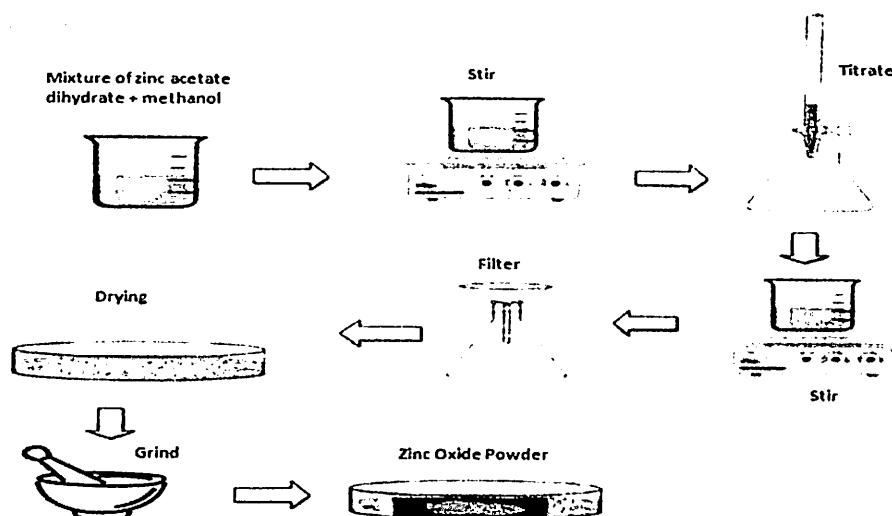 Mixture of zinc acetate
dihydrate + methanol
Stir
Titrate
Stir
Filter
Drying
Grind
Zinc Oxide Powder